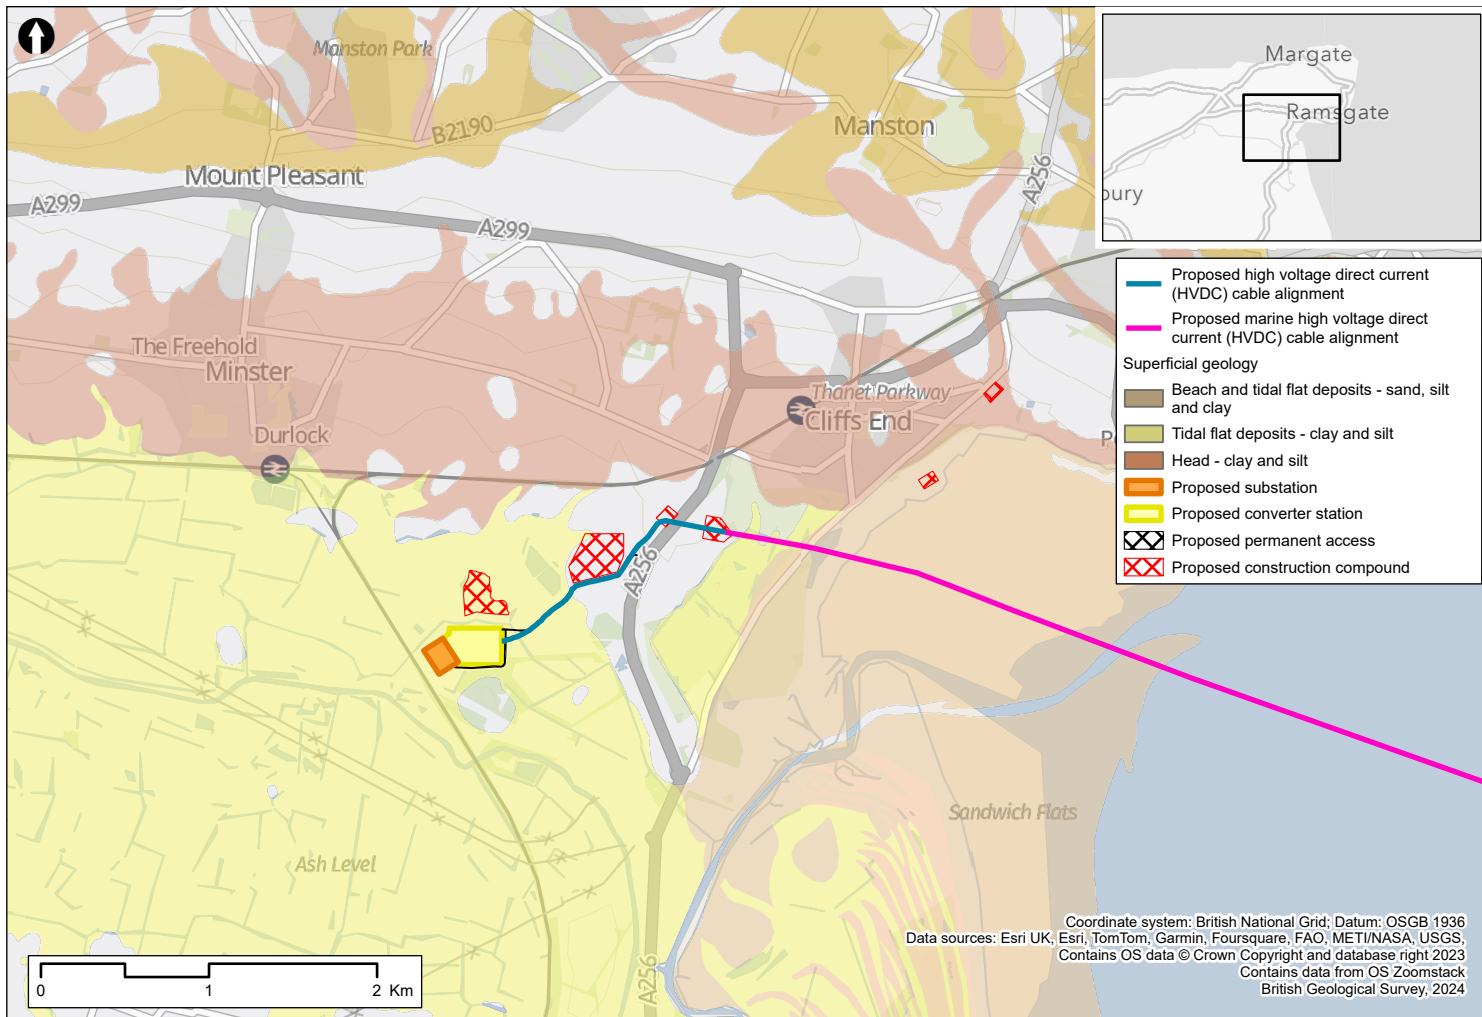 Manston Park
B2190
Manston
Mount Pleasant
A299
A299
A256
Margate
Ramsgate
bury
The Freehold
Minster
Durlock
Thanet Parkway
Cliffs End
A256
Sandwich Flats
Ash Level
A256
Proposed high voltage direct current
(HVDC) cable alignment
Proposed marine high voltage direct
current (HVDC) cable alignment
Superficial geology
Beach and tidal flat deposits - sand, silt
and clay
Tidal flat deposits - clay and silt
Head - clay and silt
Proposed substation
Proposed converter station
Proposed permanent access
Proposed construction compound
0 1 2 Km
Coordinate system: British National Grid; Datum: OSGB 1936
Data sources: Esri UK, Esri, TomTom, Garmin, Foursquare, FAO, METI/NASA, USGS,
Contains OS data © Crown Copyright and database right 2023
Contains data from OS Zoomstack
British Geological Survey, 2024